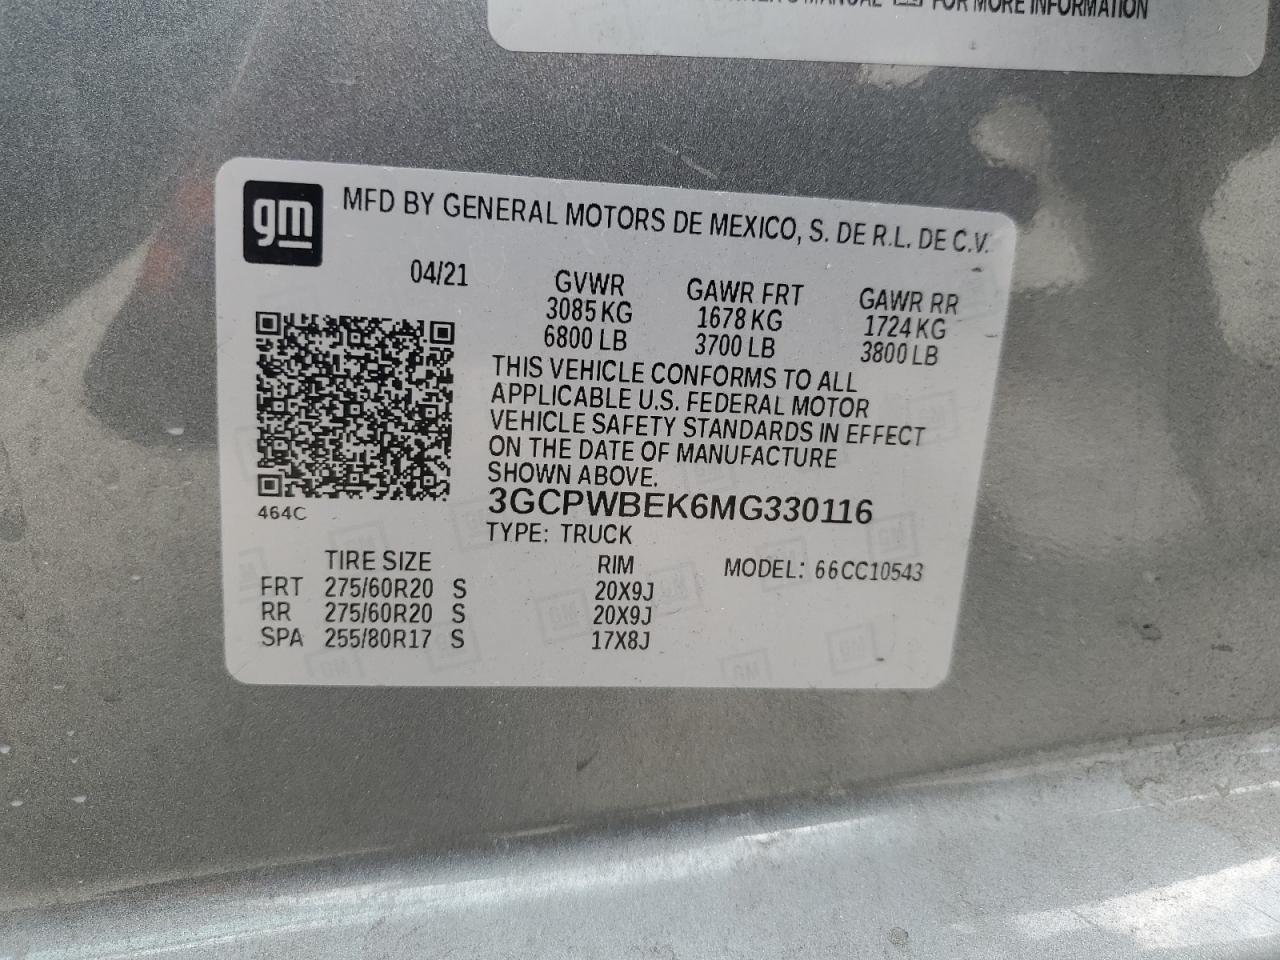 MANUAL FOR MORE INFORMATION
gm
MFD BY GENERAL MOTORS DE MEXICO, S. DE R.L. DE C.V.
04/21
GVWR GAWR FRT GAWR RR
3085 KG 1678 KG 1724 KG
6800 LB 3700 LB 3800 LB
THIS VEHICLE CONFORMS TO ALL
APPLICABLE U.S. FEDERAL MOTOR
VEHICLE SAFETY STANDARDS IN EFFECT
ON THE DATE OF MANUFACTURE
SHOWN ABOVE.
3GCPWBEK6MG330116
464C
TYPE: TRUCK
TIRE SIZE RIM MODEL: 66CC10543
FRT 275/60R20 S 20X9J
RR 275/60R20 S 20X9J
SPA 255/80R17 S 17X8J